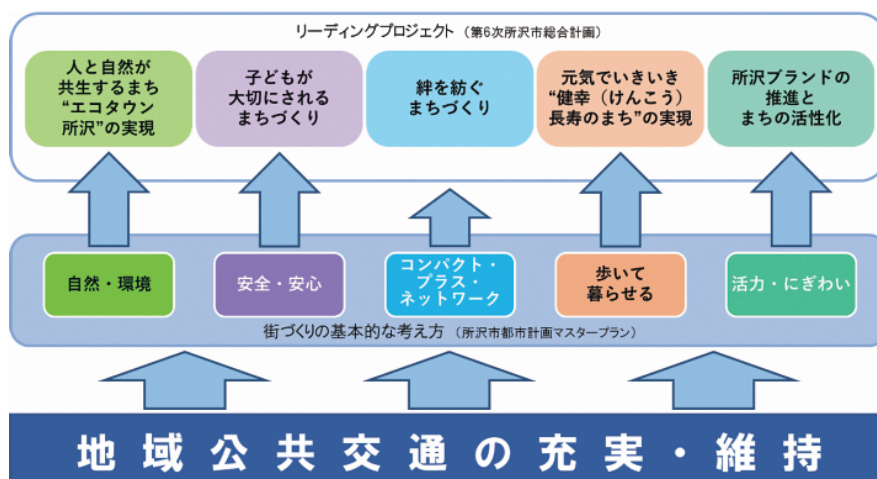 リーディングプロジェクト（第6次所沢市総合計画）
人と自然が
共生するまち
“エコタウン
所沢”の実現
子どもが
大切にされる
まちづくり
絆を紡ぐ
まちづくり
元気でいきいき
“健幸（けんこう）
長寿のまち”の実現
所沢ブランドの
推進と
まちの活性化
自然・環境
安全・安心
コンパクト・
プラス・
ネットワーク
歩いて
暮らせる
活力・にぎわい
街づくりの基本的な考え方（所沢市都市計画マスタープラン）
地域公共交通の充実・維持